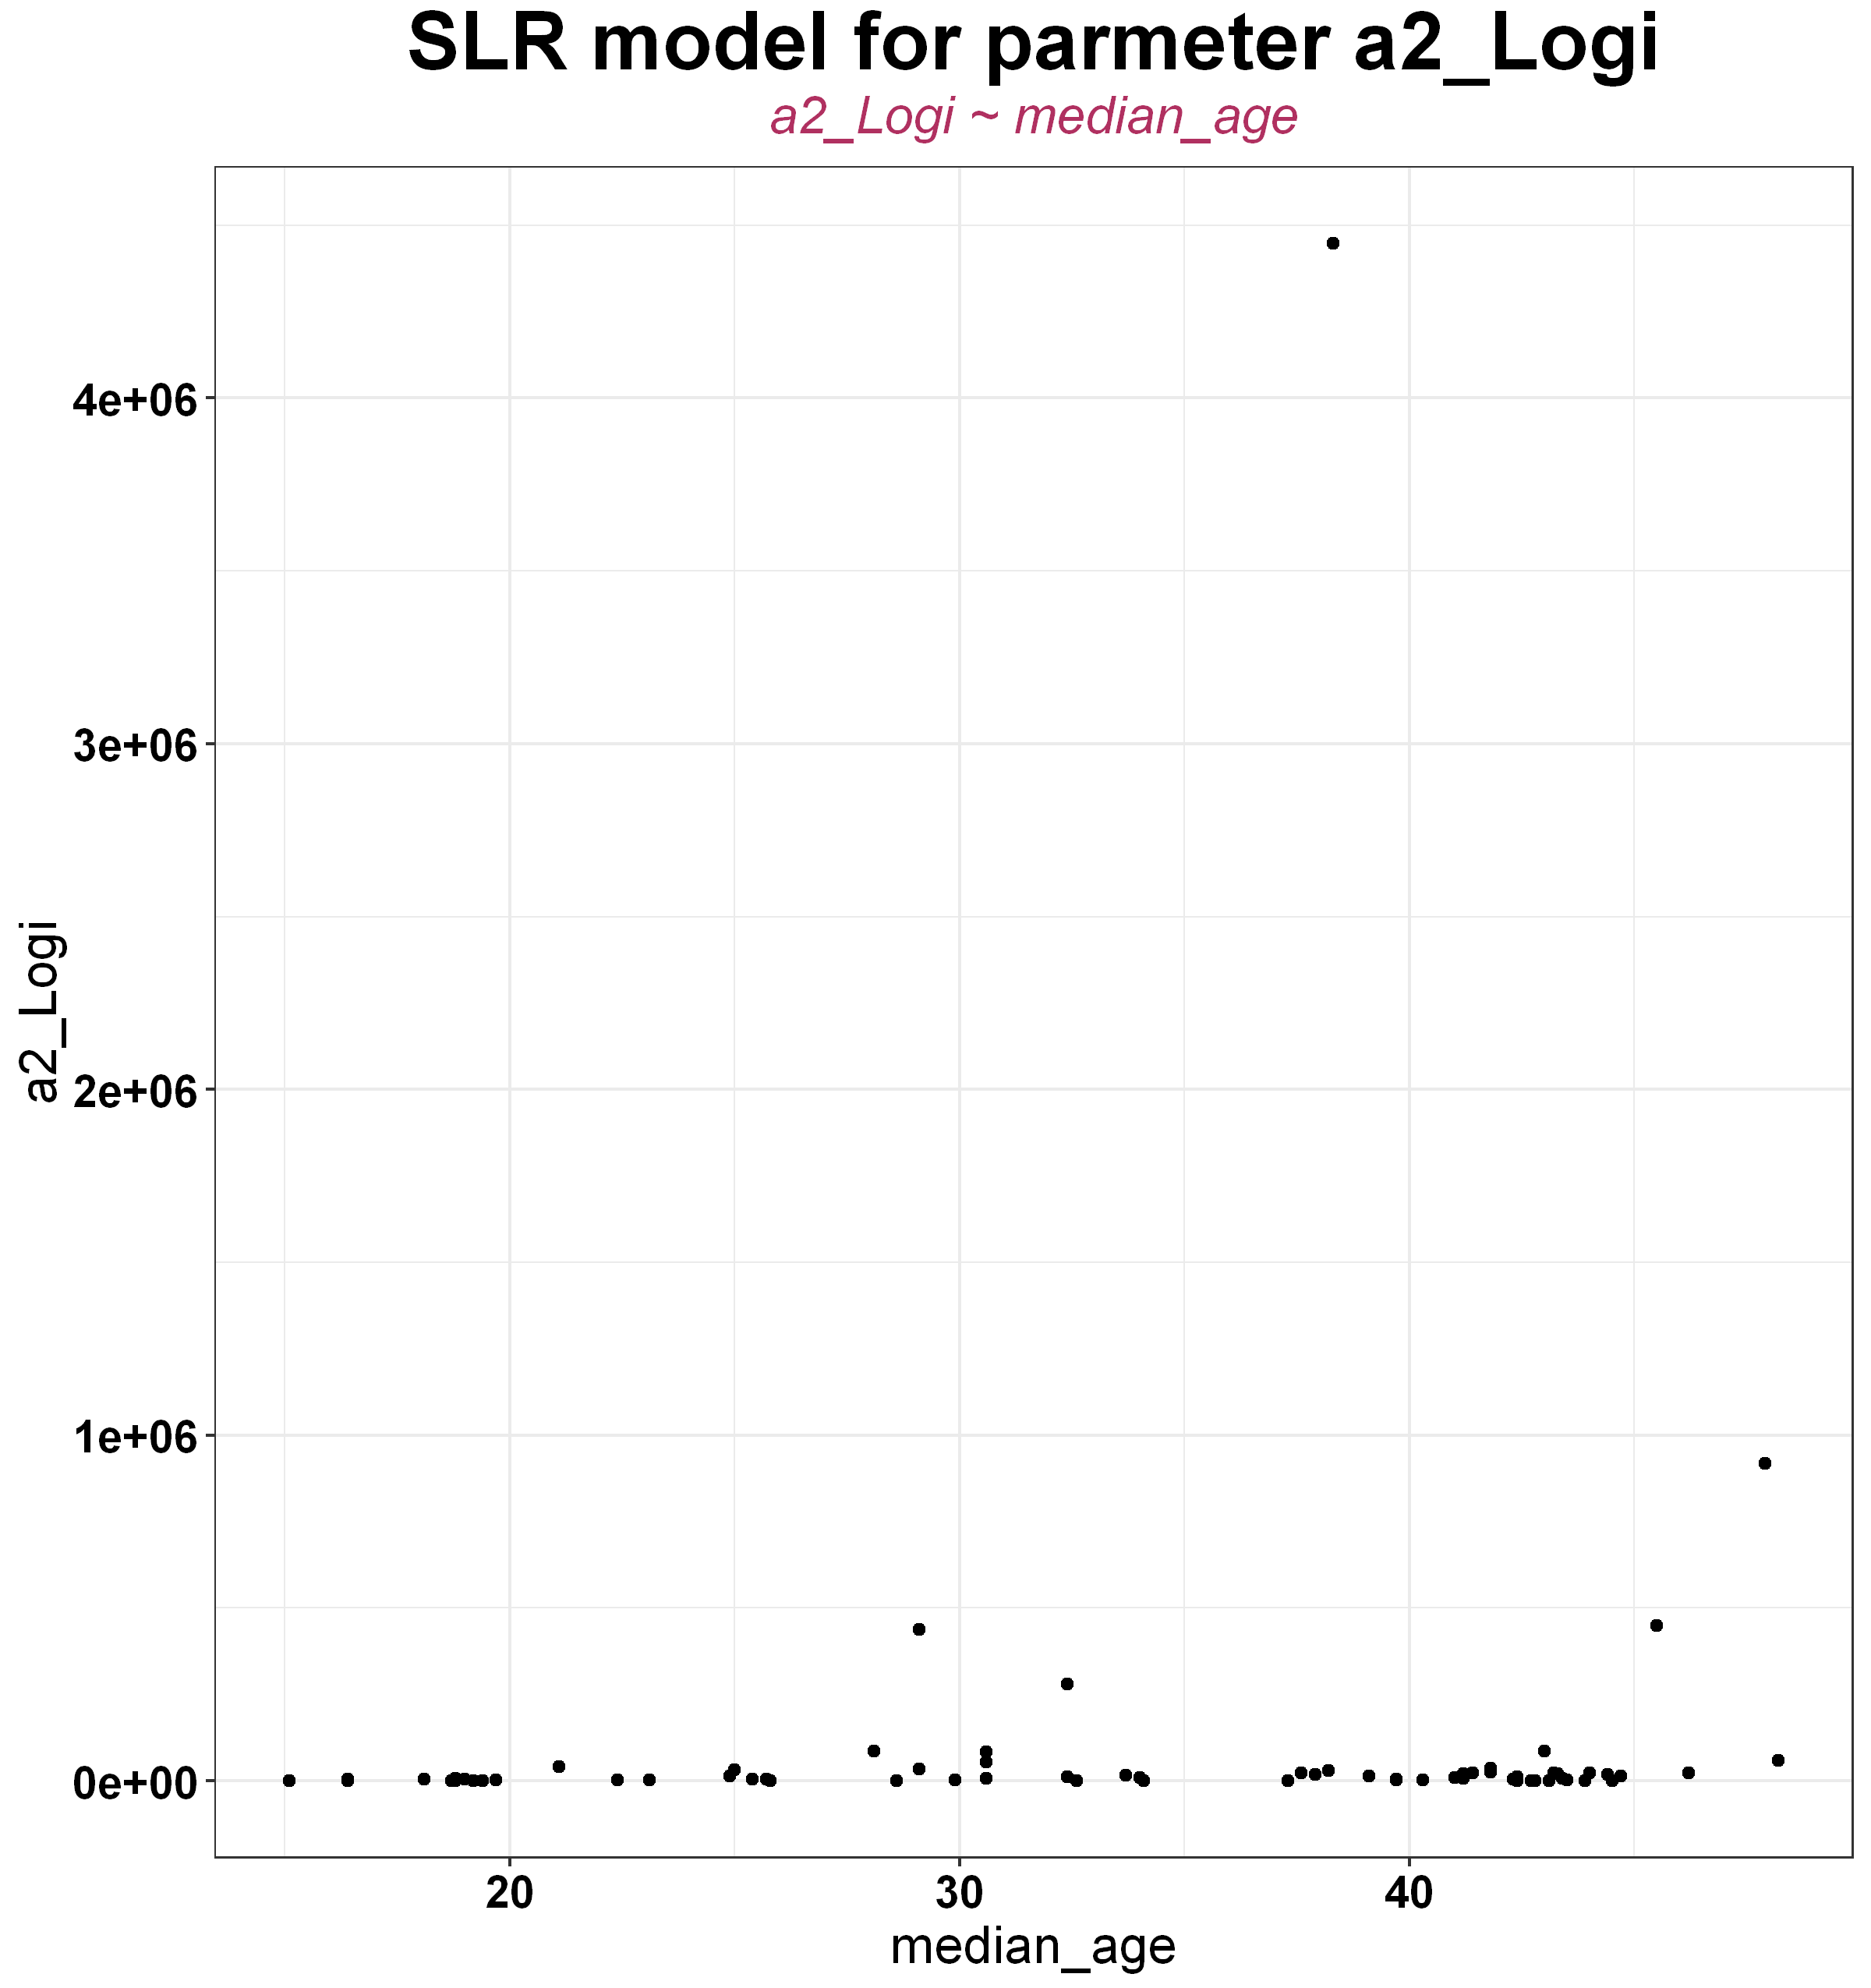 SLR model for parmeter a2_Logi
a2_Logi ~ median_age
4e+06
3e+06
2e+06
1e+06
0e+00
a2_Logi
20
30
40
median_age